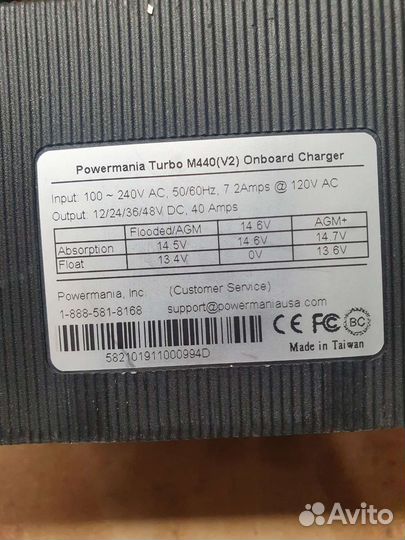 Powermania Turbo M440(V2) Onboard Charger
Input: 100 ~ 240V AC, 50/60Hz, 7.2Amps @ 120V AC
Output: 12/24/36/48V DC, 40 Amps
Flooded/AGM 14.6V AGM+
Absorption 14.5V 14.6V 14.7V
Float 13.4V 0V 13.6V
Powermania, Inc. (Customer Service)
1-888-581-8168 support@powermaniausa.com
582101911000994D
CE FC BC
Made in Taiwan
Avito